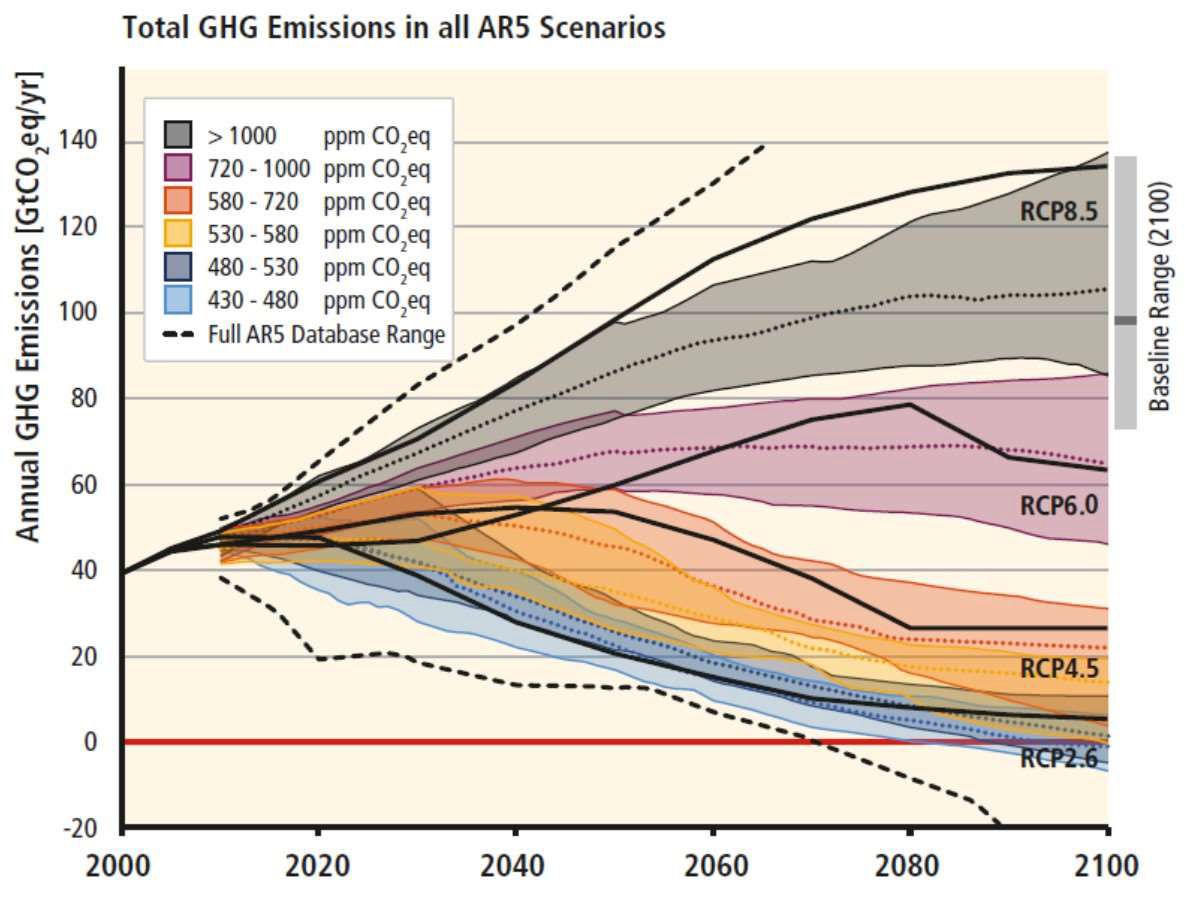 Total GHG Emissions in all AR5 Scenarios
Annual GHG Emissions [GtCO₂eq/yr]
140
120
100
80
60
40
20
0
-20
> 1000 ppm CO₂eq
720 - 1000 ppm CO₂eq
580 - 720 ppm CO₂eq
530 - 580 ppm CO₂eq
480 - 530 ppm CO₂eq
430 - 480 ppm CO₂eq
Full AR5 Database Range
RCP8.5
RCP6.0
RCP4.5
RCP2.6
Baseline Range (2100)
2000 2020 2040 2060 2080 2100